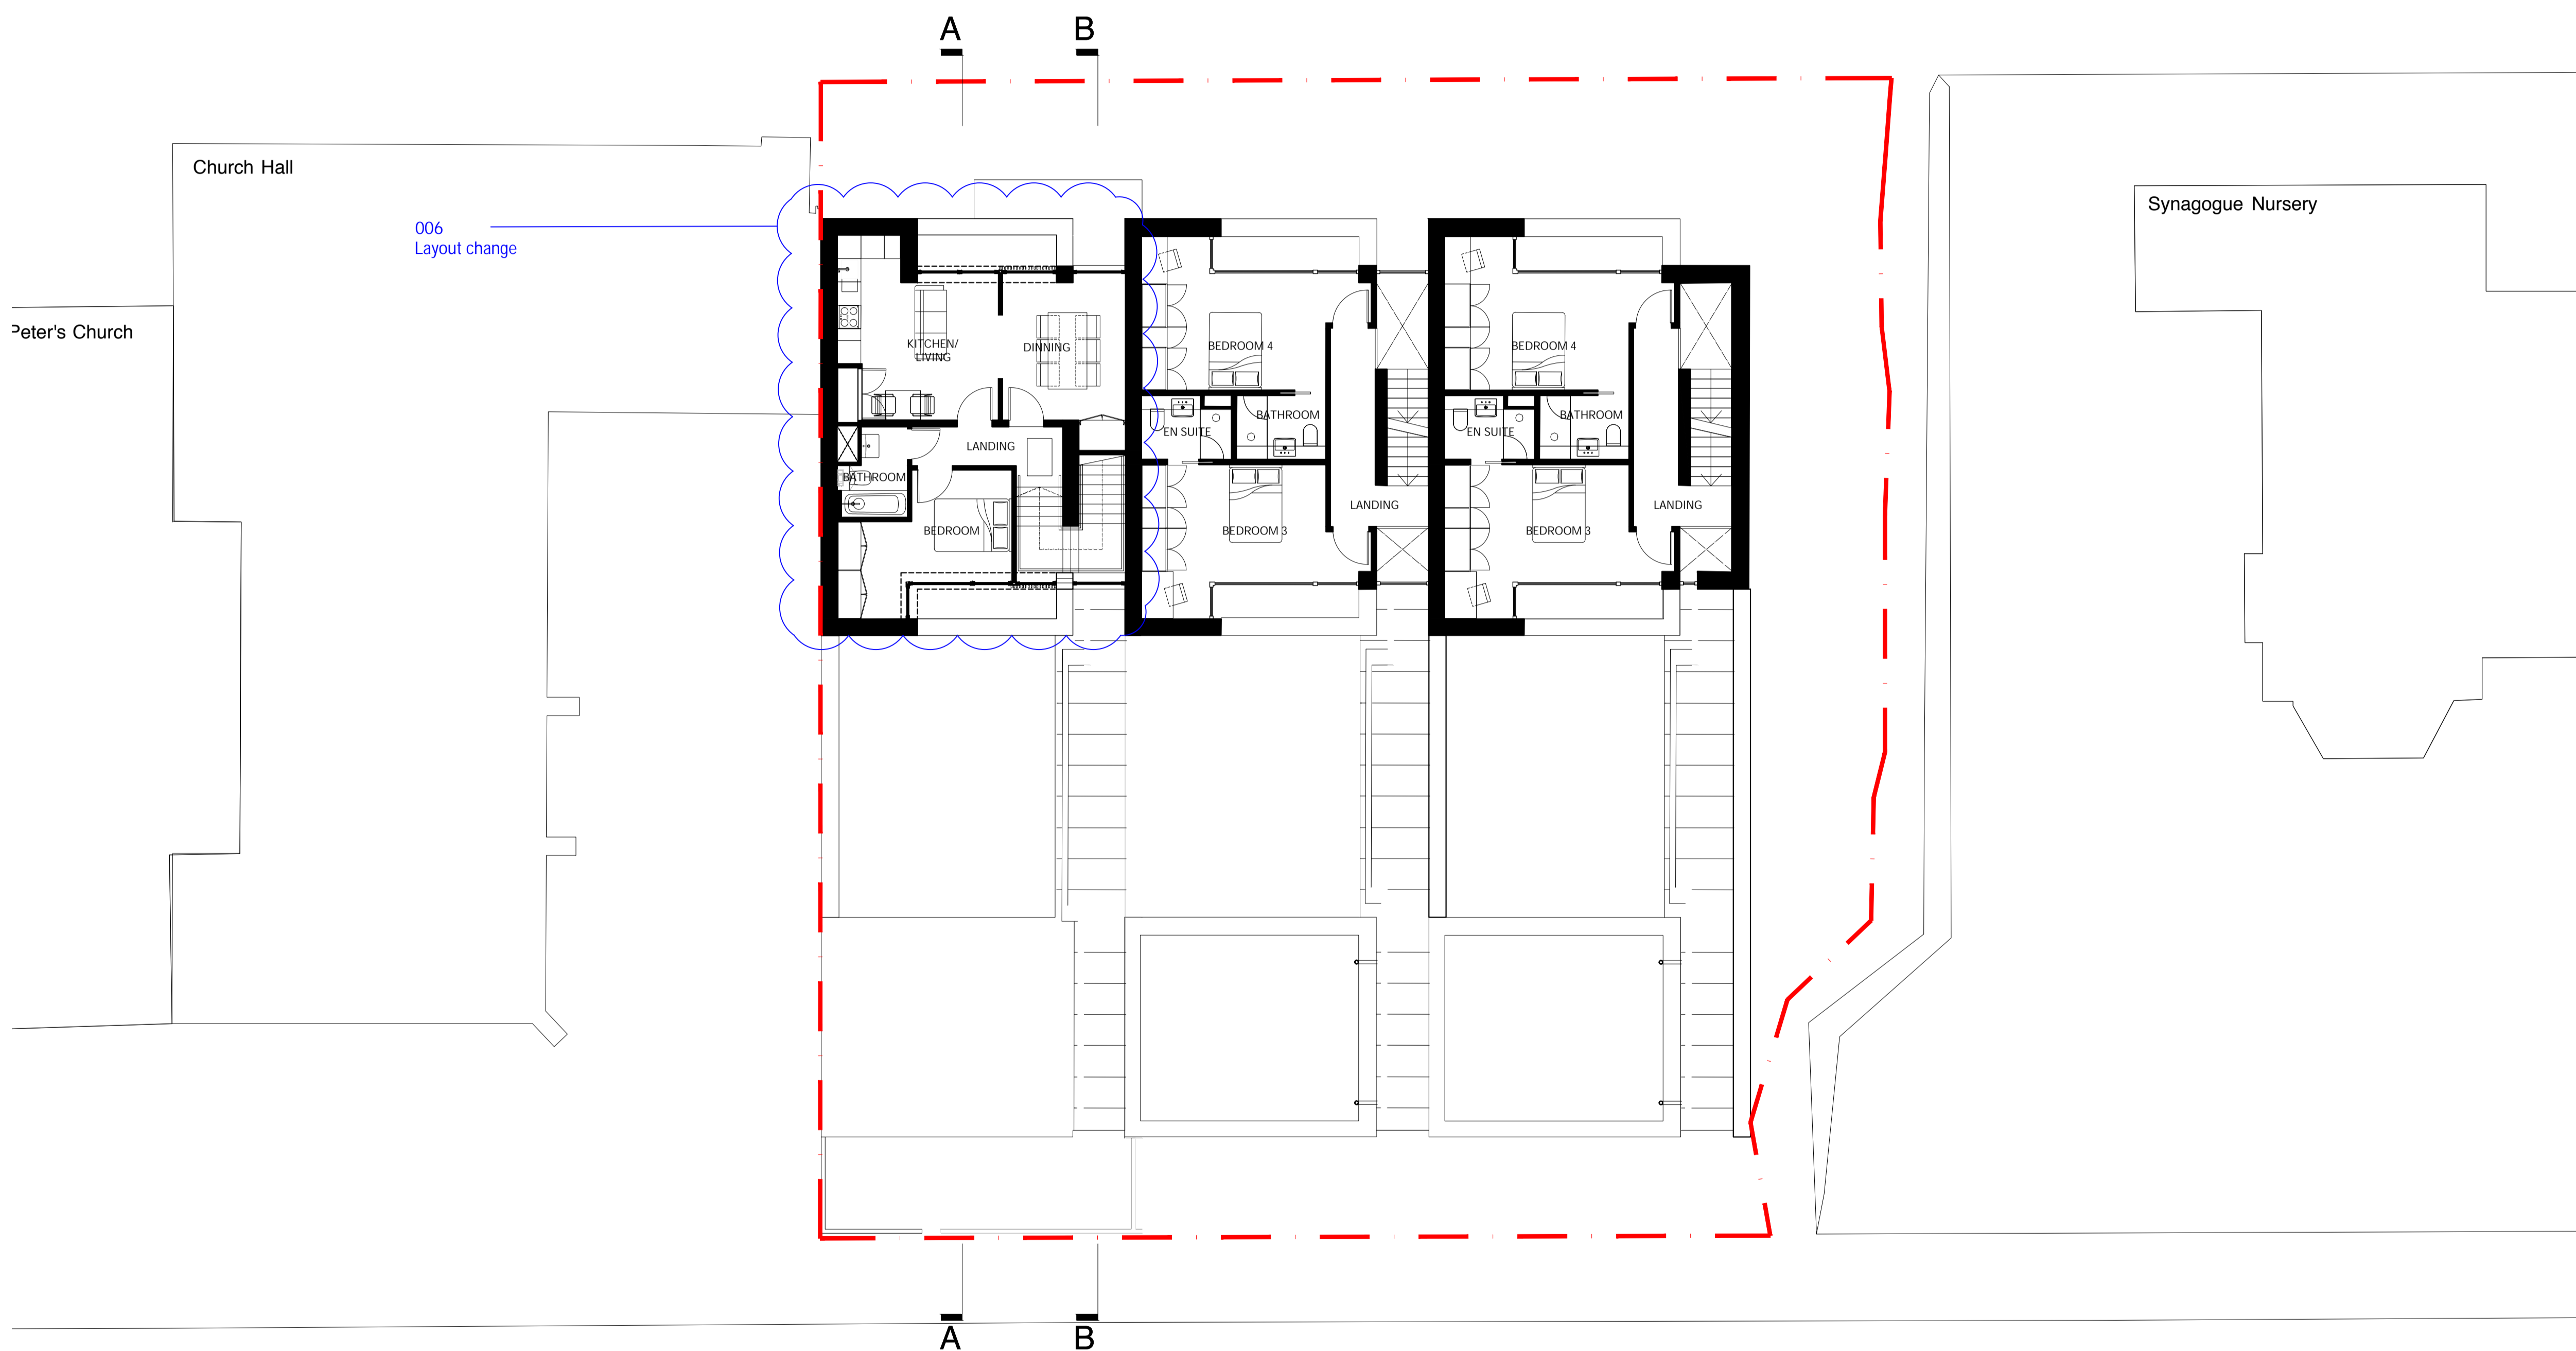 A
B
Church Hall
Synagogue Nursery
006
Layout change
Peter's Church
KITCHEN/
LIVING
DINNING
BEDROOM 4
BEDROOM 4
LANDING
BATHROOM
EN SUITE
BATHROOM
EN SUITE
BATHROOM
BEDROOM
LANDING
LANDING
BEDROOM 3
BEDROOM 3
A
B